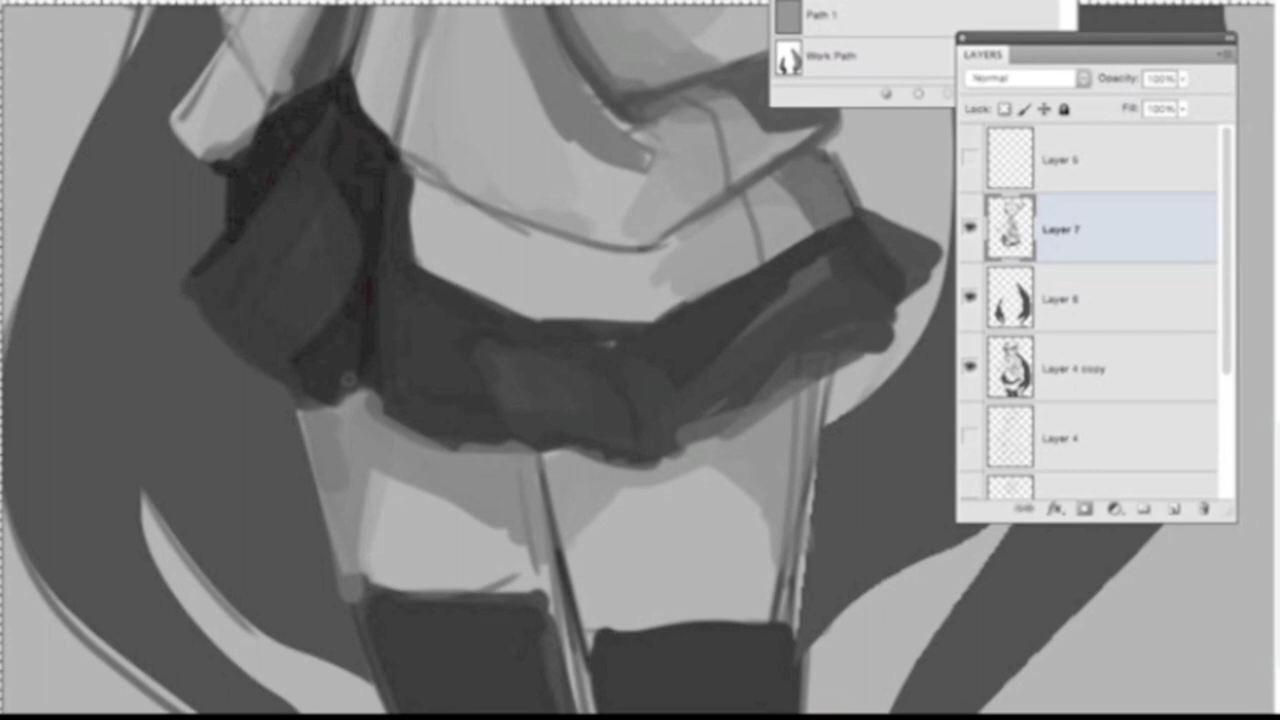 Path 1
Work Path
LAYERS
Normal
Opacity: 100%
Lock:
Fill: 100%
Layer 5
Layer 7
Layer 6
Layer 4 copy
Layer 4
fx